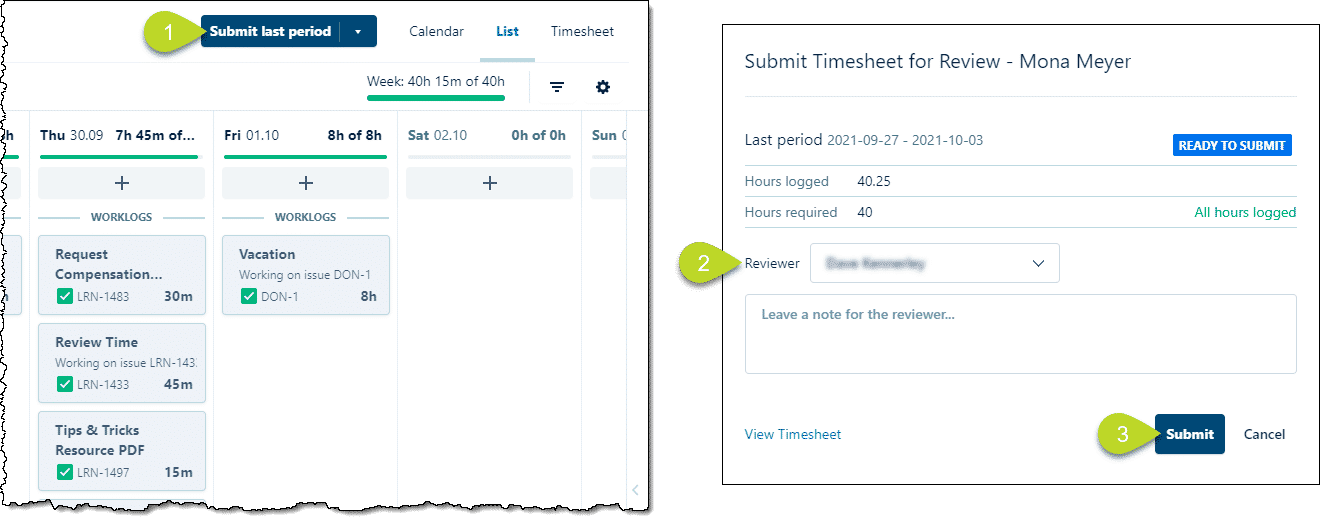 1
Submit last period
Calendar
List
Timesheet
Week: 40h 15m of 40h
h
Thu 30.09 7h 45m of...
Fri 01.10 8h of 8h
Sat 02.10 0h of 0h
Sun
WORKLOGS
WORKLOGS
Request
Compensation...
LRN-1483 30m
Vacation
Working on issue DON-1
DON-1 8h
Review Time
Working on issue LRN-143
LRN-1433 45m
Tips & Tricks
Resource PDF
LRN-1497 15m
Submit Timesheet for Review - Mona Meyer
Last period 2021-09-27 - 2021-10-03
READY TO SUBMIT
Hours logged 40.25
Hours required 40
All hours logged
2
Reviewer
Leave a note for the reviewer...
View Timesheet
3
Submit
Cancel